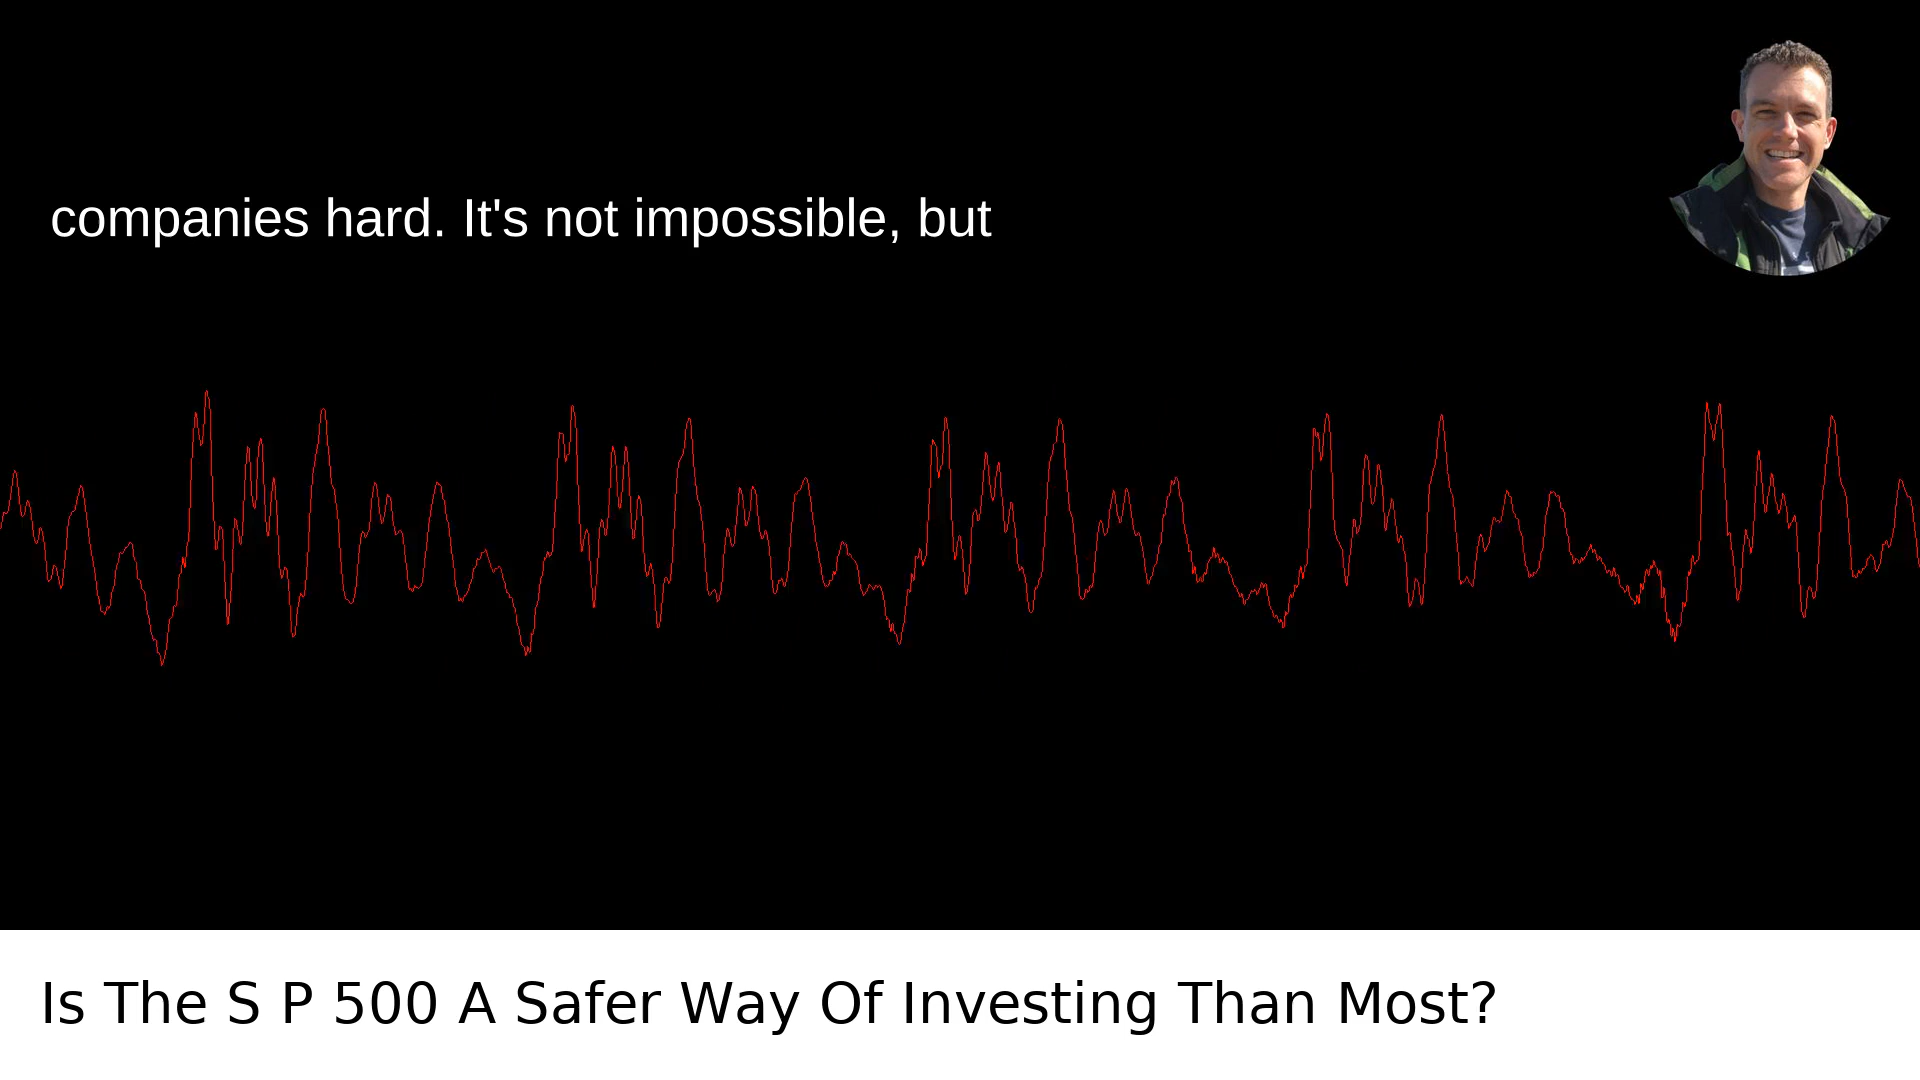 companies hard. It's not impossible, but
Is The S P 500 A Safer Way Of Investing Than Most?